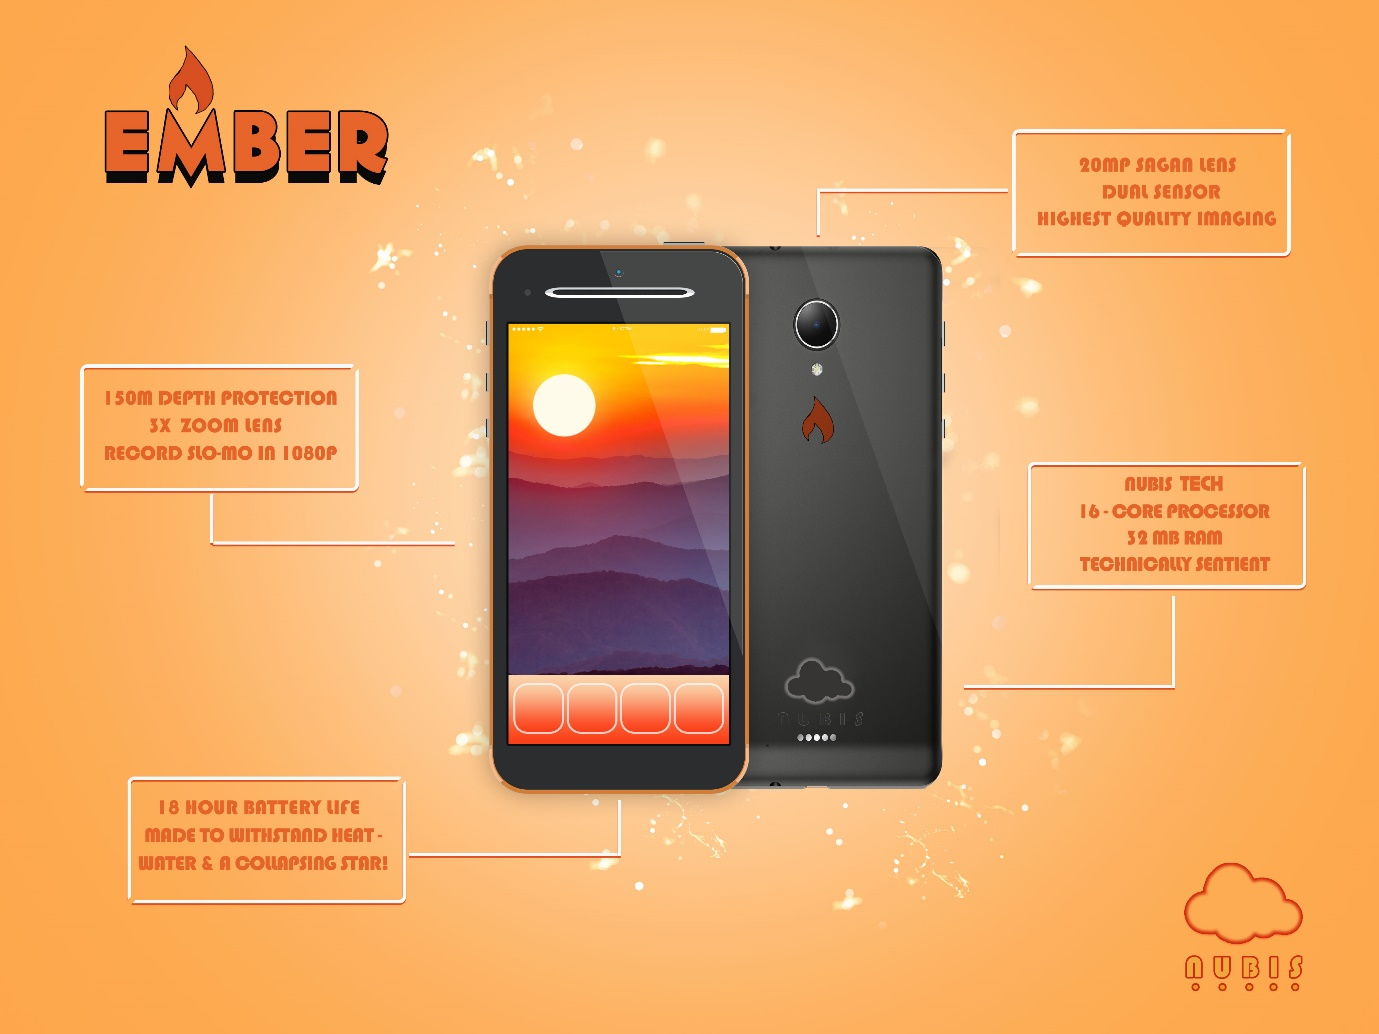 EMBER
20MP SAGAN LENS
DUAL SENSOR
HIGHEST QUALITY IMAGING
150M DEPTH PROTECTION
3X ZOOM LENS
RECORD SLO-MO IN 1080P
NUBIS TECH
16 - CORE PROCESSOR
32 MB RAM
TECHNICALLY SENTIENT
NUBIS
18 HOUR BATTERY LIFE
MADE TO WITHSTAND HEAT -
WATER & A COLLAPSING STAR!
NUBIS